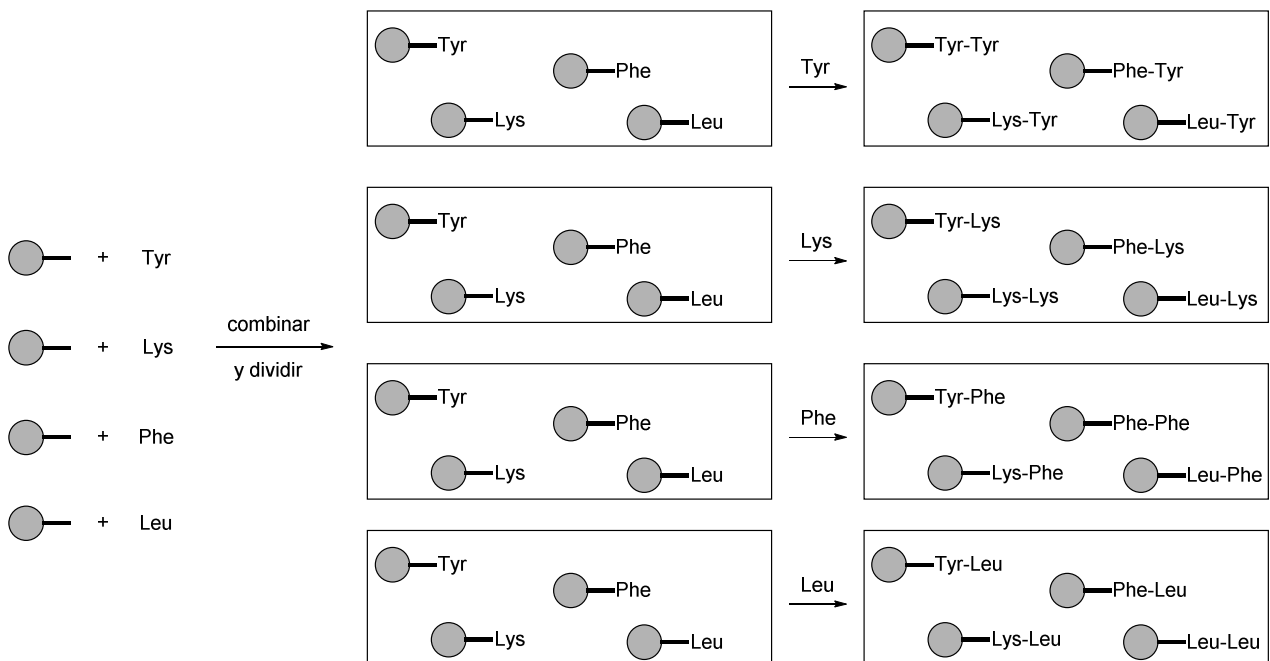 + Tyr
+ Lys
+ Phe
+ Leu
combinar
y dividir
Tyr
Phe
Lys
Leu
Tyr
Tyr-Tyr
Phe-Tyr
Lys-Tyr
Leu-Tyr
Tyr
Phe
Lys
Leu
Lys
Tyr-Lys
Phe-Lys
Lys-Lys
Leu-Lys
Tyr
Phe
Lys
Leu
Phe
Tyr-Phe
Phe-Phe
Lys-Phe
Leu-Phe
Tyr
Phe
Lys
Leu
Leu
Tyr-Leu
Phe-Leu
Lys-Leu
Leu-Leu